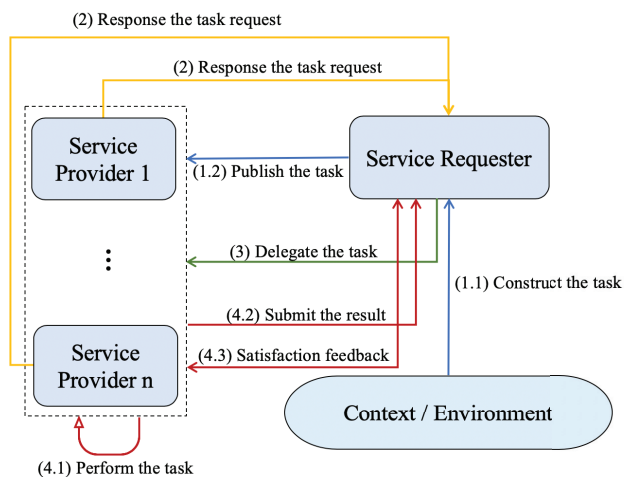 (2) Response the task request
(2) Response the task request
Service
Provider 1
Service Requester
(1.2) Publish the task
(3) Delegate the task
(1.1) Construct the task
(4.2) Submit the result
(4.3) Satisfaction feedback
Service
Provider n
Context / Environment
(4.1) Perform the task